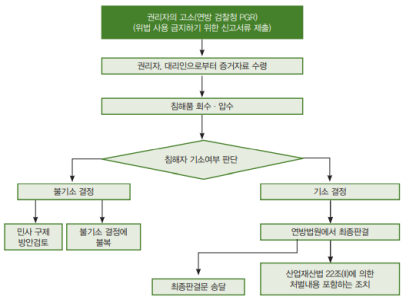 권리자의 고소(연방 검찰청 PGR)
(위법 사용 금지하기 위한 신고서류 제출)
권리자, 대리인으로부터 증거자료 수령
침해품 회수 · 압수
침해자 기소여부 판단
불기소 결정
기소 결정
민사 구제
방안검토
불기소 결정에
불복
연방법원에서 최종판결
최종판결문 송달
산업재산법 22조(Ⅱ)에 의한
처벌내용 포함하는 조치